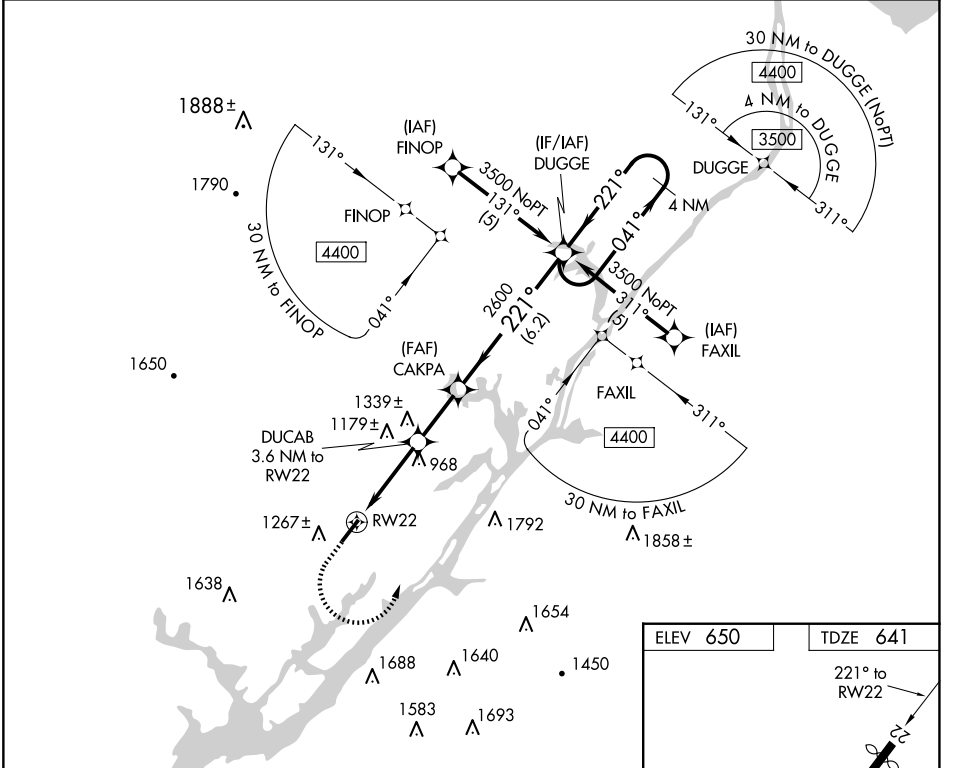 30 NM to DUGGE (NoPT)
4400
4 NM to DUGGE
3500
131°
DUGGE
311°
1888±
131°
(IAF)
FINOP
(IF/IAF)
DUGGE
3500 NoPT
131°
(5)
221°
041°
4 NM
1790
FINOP
4400
30 NM to FINOP
041°
3500 NoPT
311°
(5)
(IAF)
FAXIL
2600
221°
(6.2)
(FAF)
CAKPA
1650
FAXIL
041°
311°
4400
30 NM to FAXIL
1339±
1179±
DUCAB
3.6 NM to
RW22
968
1267±
RW22
1792
1858±
1638
1654
1688
1640
1450
1583
1693
ELEV 650
TDZE 641
221° to
RW22
22